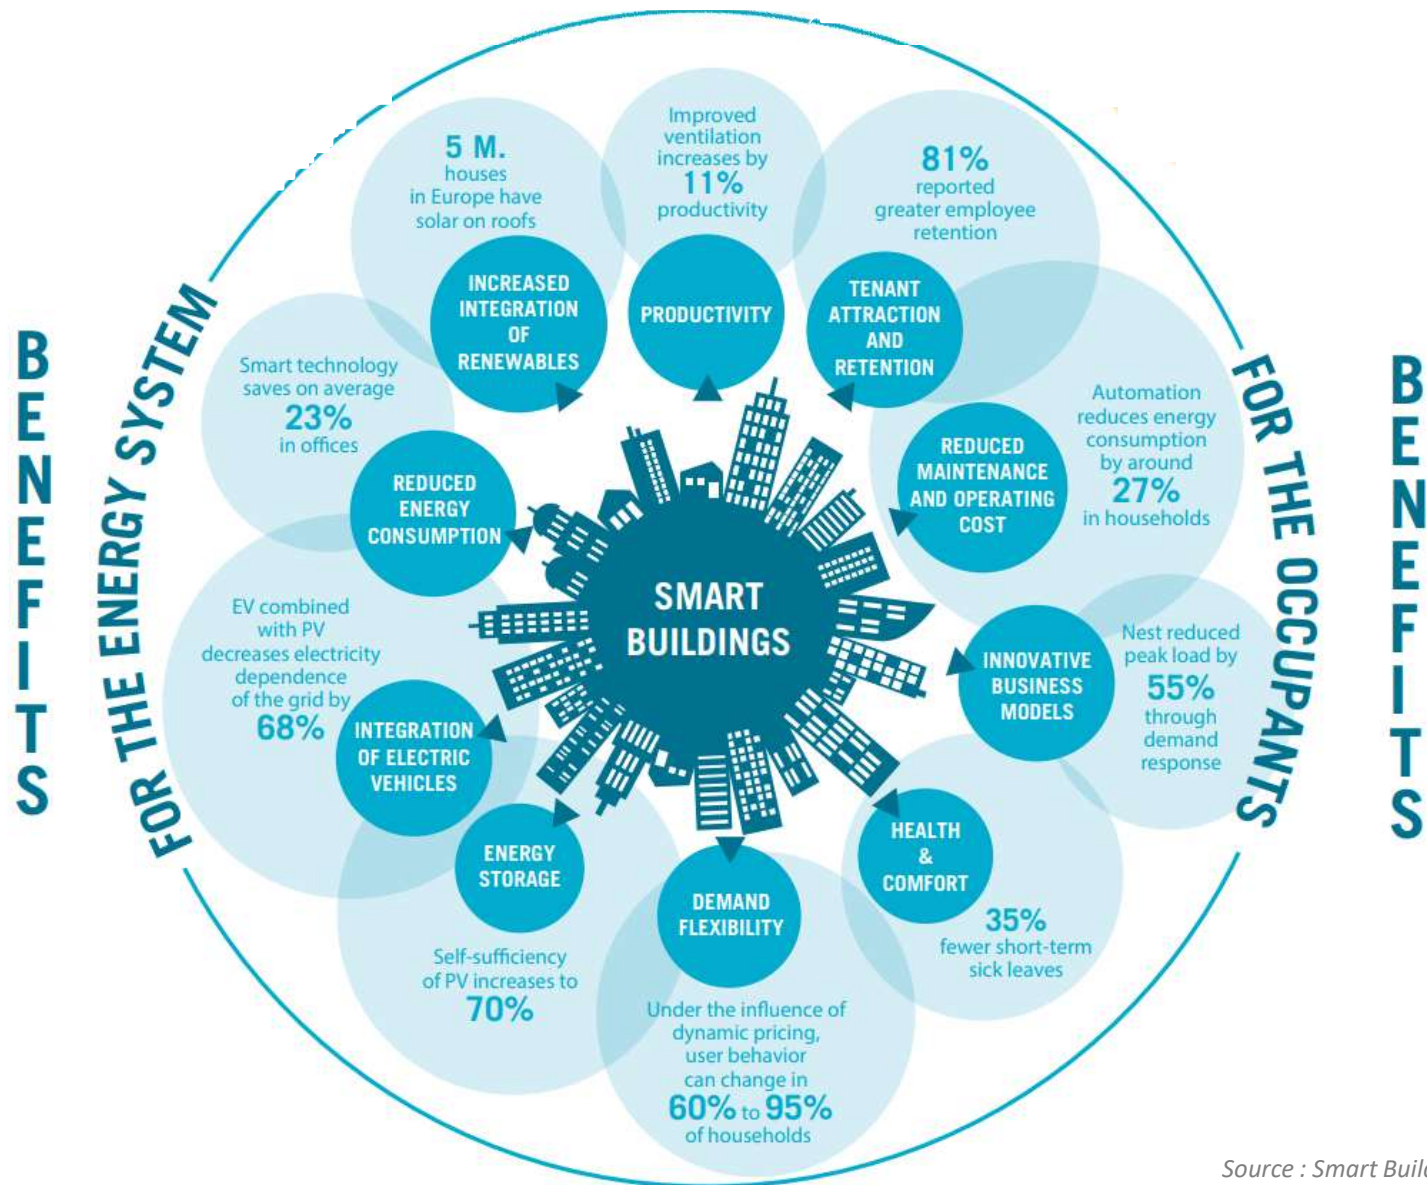 BENEFITS
FOR THE ENERGY SYSTEM
5 M.
houses
in Europe have
solar on roofs
INCREASED
INTEGRATION
OF
RENEWABLES
Improved
ventilation
increases by
11%
productivity
PRODUCTIVITY
81%
reported
greater employee
retention
TENANT
ATTRACTION
AND
RETENTION
Smart technology
saves on average
23%
in offices
REDUCED
ENERGY
CONSUMPTION
Automation
reduces energy
consumption
by around
27%
in households
REDUCED
MAINTENANCE
AND OPERATING
COST
SMART
BUILDINGS
EV combined
with PV
decreases electricity
dependence
of the grid by
68%
INTEGRATION
OF ELECTRIC
VEHICLES
Nest reduced
peak load by
55%
through
demand
response
INNOVATIVE
BUSINESS
MODELS
ENERGY
STORAGE
Self-sufficiency
of PV increases to
70%
DEMAND
FLEXIBILITY
Under the influence of
dynamic pricing,
user behavior
can change in
60% to 95%
of households
HEALTH
&
COMFORT
35%
fewer short-term
sick leaves
FOR THE OCCUPANTS
BENEFITS
Source : Smart Build